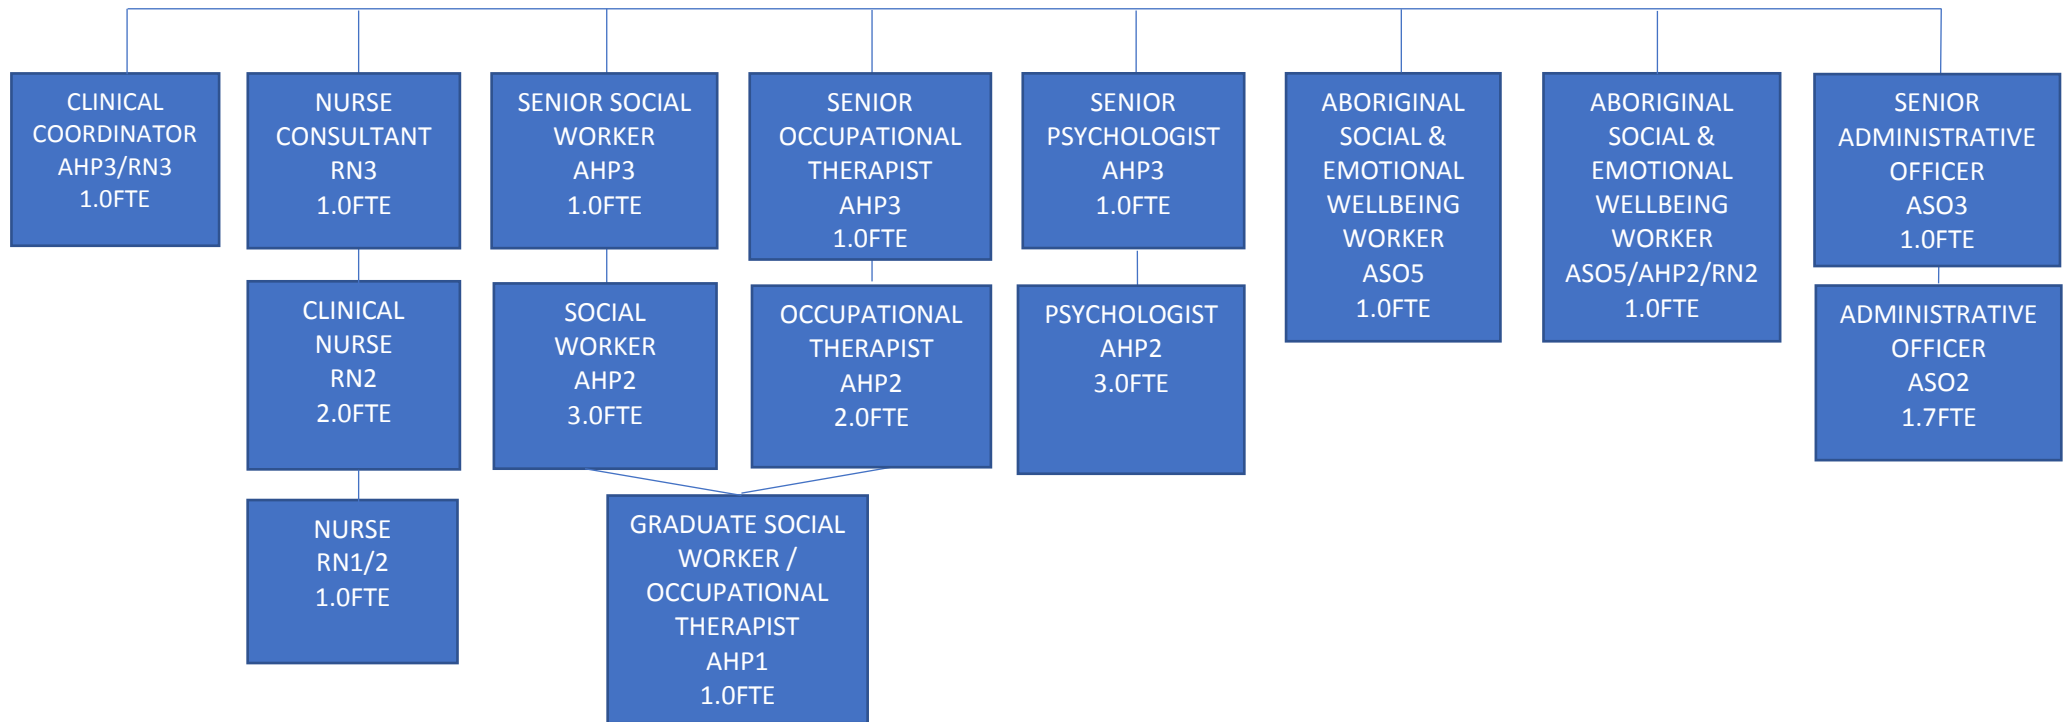 CLINICAL
COORDINATOR
AHP3/RN3
1.0FTE
NURSE
CONSULTANT
RN3
1.0FTE
SENIOR SOCIAL
WORKER
AHP3
1.0FTE
SENIOR
OCCUPATIONAL
THERAPIST
AHP3
1.0FTE
SENIOR
PSYCHOLOGIST
AHP3
1.0FTE
ABORIGINAL
SOCIAL &
EMOTIONAL
WELLBEING
WORKER
ASO5
1.0FTE
ABORIGINAL
SOCIAL &
EMOTIONAL
WELLBEING
WORKER
ASO5/AHP2/RN2
1.0FTE
SENIOR
ADMINISTRATIVE
OFFICER
ASO3
1.0FTE
CLINICAL
NURSE
RN2
2.0FTE
SOCIAL
WORKER
AHP2
3.0FTE
OCCUPATIONAL
THERAPIST
AHP2
2.0FTE
PSYCHOLOGIST
AHP2
3.0FTE
ADMINISTRATIVE
OFFICER
ASO2
1.7FTE
NURSE
RN1/2
1.0FTE
GRADUATE SOCIAL
WORKER /
OCCUPATIONAL
THERAPIST
AHP1
1.0FTE